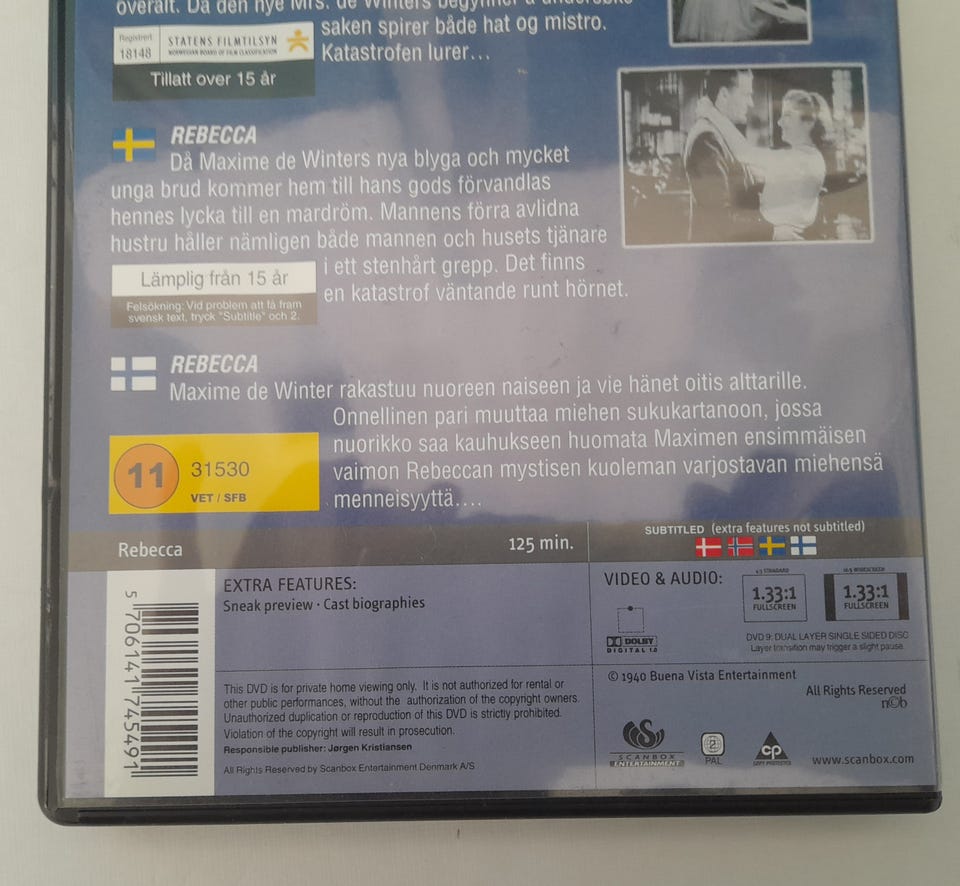 overalt. Da den nye Mrs. de Winters begynner å undersøke
saken spirer både hat og mistro.
Katastrofen lurer...
Registrert
18148
STATENS FILMTILSYN
NORWEGIAN BOARD OF FILM CLASSIFICATION
Tillatt over 15 år
REBECCA
Då Maxime de Winters nya blyga och mycket
unga brud kommer hem till hans gods förvandlas
hennes lycka till en mardröm. Mannens förra avlidna
hustru håller nämligen både mannen och husets tjänare
i ett stenhårt grepp. Det finns
en katastrof väntande runt hörnet.
Lämplig från 15 år
Felsökning: Vid problem att få fram
svensk text, tryck "Subtitle" och 2.
REBECCA
Maxime de Winter rakastuu nuoreen naiseen ja vie hänet oitis alttarille.
Onnellinen pari muuttaa miehen sukukartanoon, jossa
nuorikko saa kauhukseen huomata Maximen ensimmäisen
vaimon Rebeccan mystisen kuoleman varjostavan miehensä
menneisyyttä....
11
31530
VET / SFB
Rebecca
125 min.
SUBTITLED (extra features not subtitled)
5 706141 745491
EXTRA FEATURES:
Sneak preview · Cast biographies
VIDEO & AUDIO:
DOLBY
DIGITAL 1.0
4:3 STANDARD
1.33:1
FULLSCREEN
16:9 WIDESCREEN
1.33:1
FULLSCREEN
DVD 9: DUAL LAYER SINGLE SIDED DISC
Layer transition may trigger a slight pause.
This DVD is for private home viewing only. It is not authorized for rental or
other public performances, without the authorization of the copyright owners.
Unauthorized duplication or reproduction of this DVD is strictly prohibited.
Violation of the copyright will result in prosecution.
Responsible publisher: Jørgen Kristiansen
All Rights Reserved by Scanbox Entertainment Denmark A/S
© 1940 Buena Vista Entertainment
All Rights Reserved
n©b
SCANBOX
ENTERTAINMENT
2
PAL
CP
COPY PROTECTED
www.scanbox.com